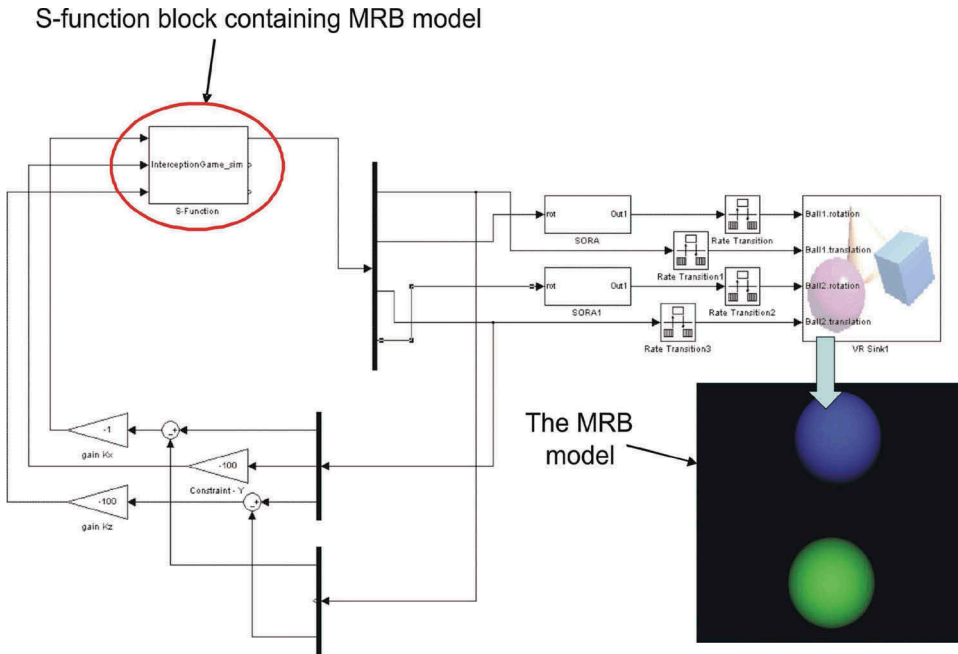 S-function block containing MRB model
InterceptionGame_sim
S-Function
rot
Out1
SORA
Rate Transition
Rate Transition1
rot
Out1
SORA1
Rate Transition2
Rate Transition3
Ball1.rotation
Ball1.translation
Ball2.rotation
Ball2.translation
VR Sink1
-1
gain Kx
-100
Constraint - Y
-100
gain Kz
- +
- +
The MRB
model